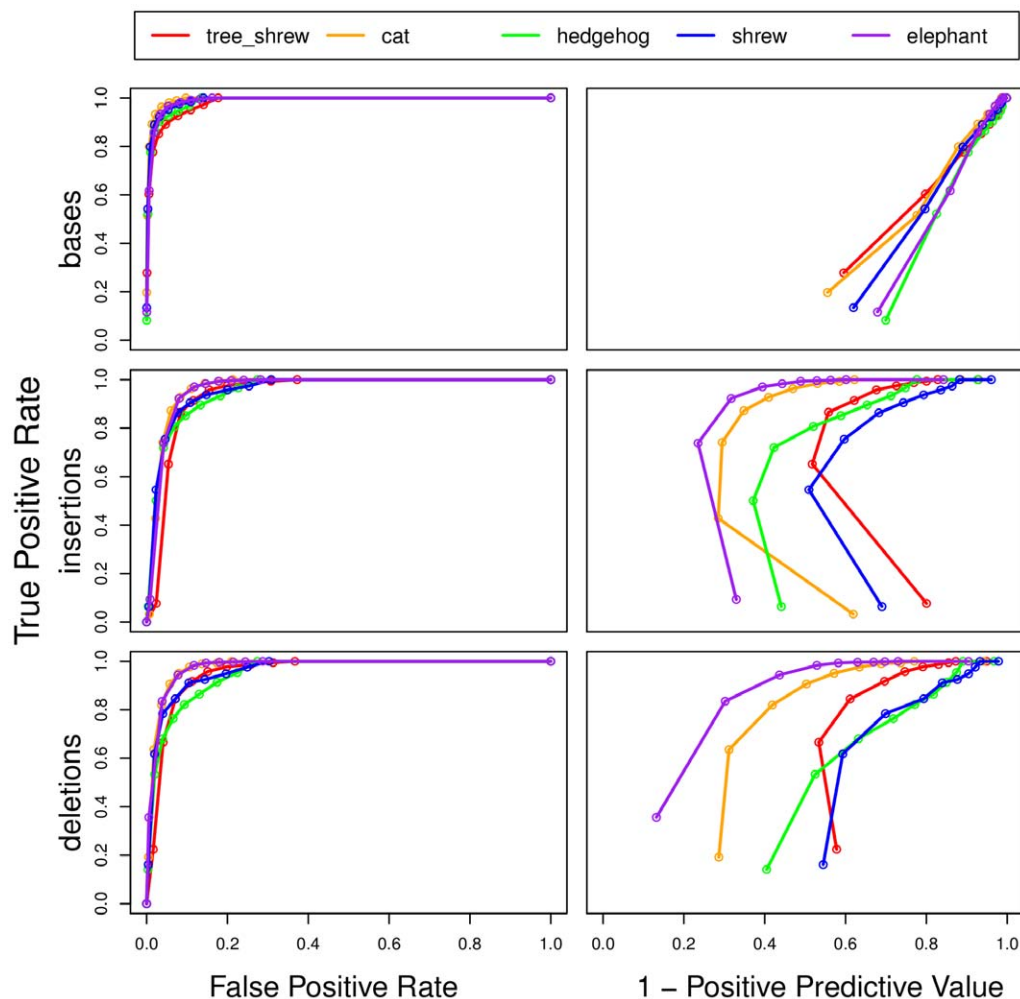 tree_shrew cat hedgehog shrew elephant
True Positive Rate
bases
0.0 0.2 0.4 0.6 0.8 1.0
insertions
0.0 0.2 0.4 0.6 0.8 1.0
deletions
0.0 0.2 0.4 0.6 0.8 1.0
0.0 0.2 0.4 0.6 0.8 1.0
0.0 0.2 0.4 0.6 0.8 1.0
False Positive Rate
1 − Positive Predictive Value